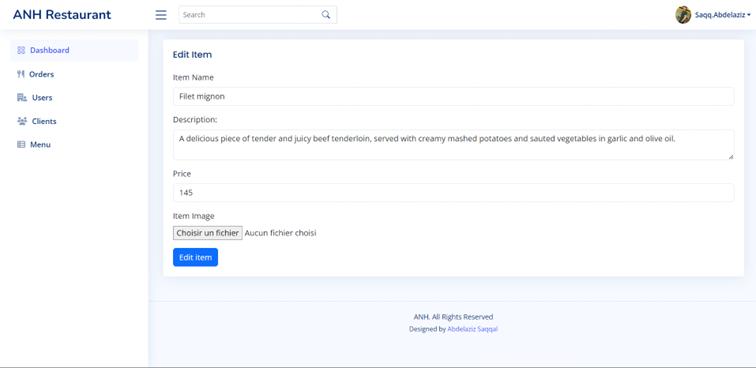 ANH Restaurant
Search
Saqq.Abdelaziz
Dashboard
Orders
Users
Clients
Menu
Edit Item
Item Name
Filet mignon
Description:
A delicious piece of tender and juicy beef tenderloin, served with creamy mashed potatoes and sauted vegetables in garlic and olive oil.
Price
145
Item Image
Choisir un fichier Aucun fichier choisi
Edit item
ANH. All Rights Reserved
Designed by Abdelaziz Saqqal